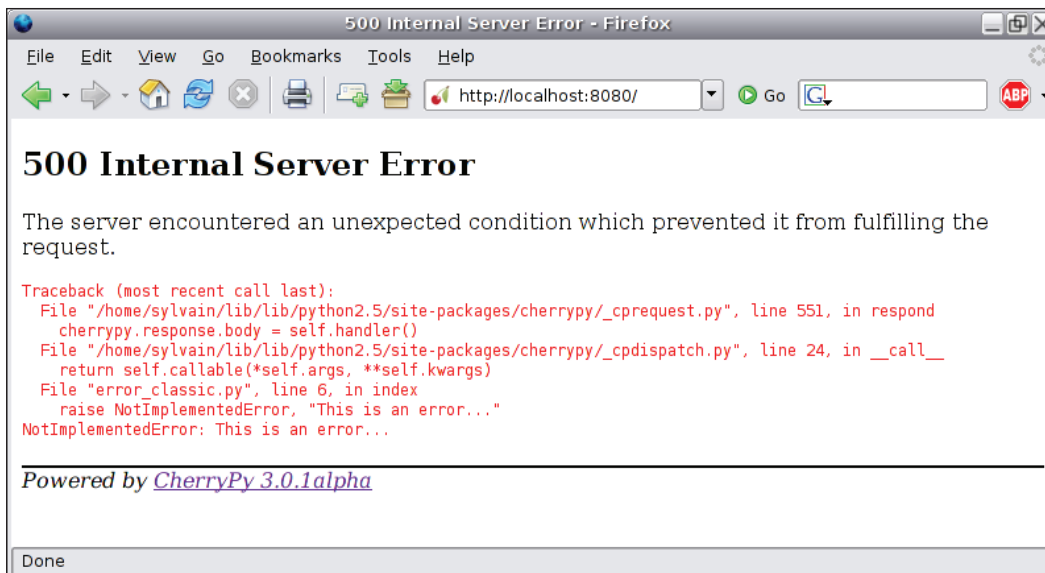 500 Internal Server Error - Firefox
File Edit View Go Bookmarks Tools Help
http://localhost:8080/ Go G ABP
500 Internal Server Error
The server encountered an unexpected condition which prevented it from fulfilling the
request.
Traceback (most recent call last):
  File "/home/sylvain/lib/lib/python2.5/site-packages/cherrypy/_cprequest.py", line 551, in respond
    cherrypy.response.body = self.handler()
  File "/home/sylvain/lib/lib/python2.5/site-packages/cherrypy/_cpdispatch.py", line 24, in __call__
    return self.callable(*self.args, **self.kwargs)
  File "error_classic.py", line 6, in index
    raise NotImplementedError, "This is an error..."
NotImplementedError: This is an error...
Powered by CherryPy 3.0.1alpha
Done